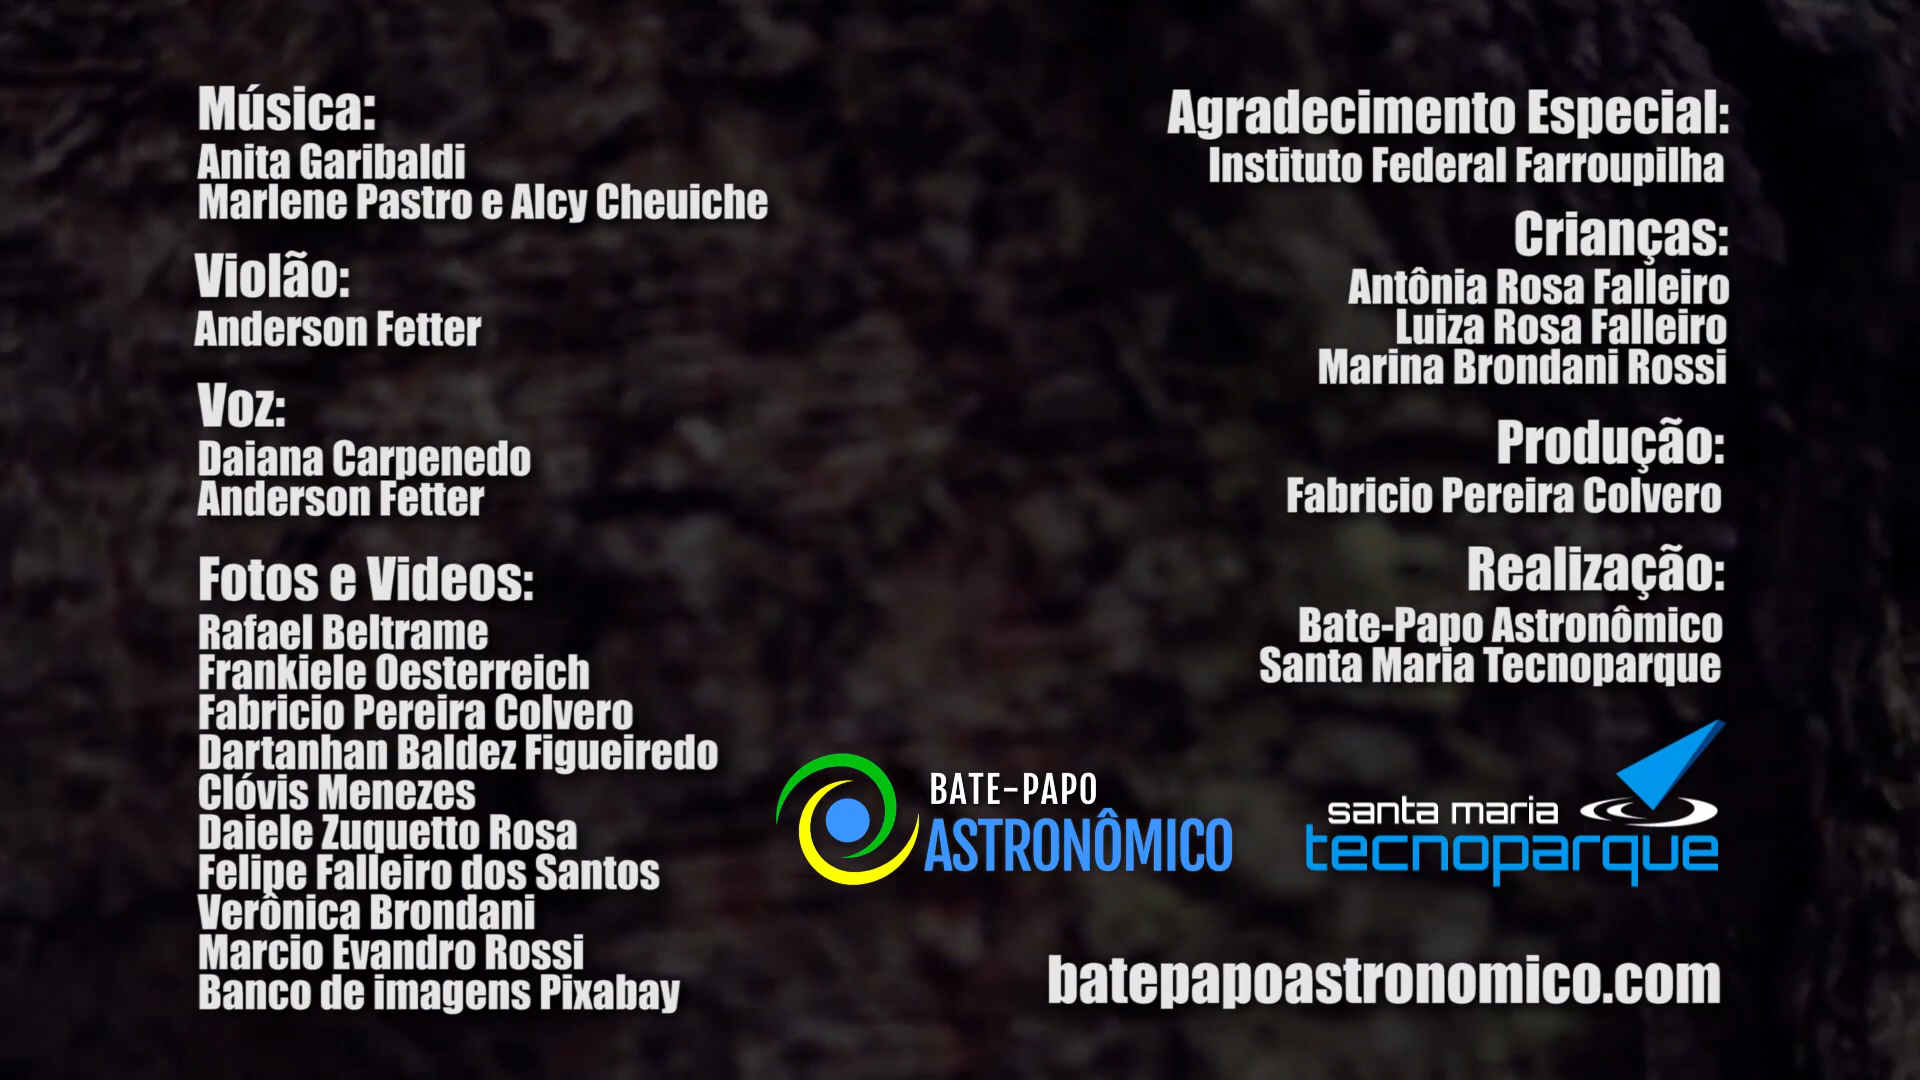 Música:
Anita Garibaldi
Marlene Pastro e Alcy Cheuiche
Violão:
Anderson Fetter
Voz:
Daiana Carpenedo
Anderson Fetter
Fotos e Videos:
Rafael Beltrame
Frankiele Oesterreich
Fabricio Pereira Colvero
Dartanhan Baldez Figueiredo
Clóvis Menezes
Daiele Zuquetto Rosa
Felipe Falleiro dos Santos
Verônica Brondani
Marcio Evandro Rossi
Banco de imagens Pixabay
Agradecimento Especial:
Instituto Federal Farroupilha
Crianças:
Antônia Rosa Falleiro
Luiza Rosa Falleiro
Marina Brondani Rossi
Produção:
Fabricio Pereira Colvero
Realização:
Bate-Papo Astronômico
Santa Maria Tecnoparque
BATE-PAPO
ASTRONÔMICO
santa maria
tecnoparque
batepapoastronomico.com